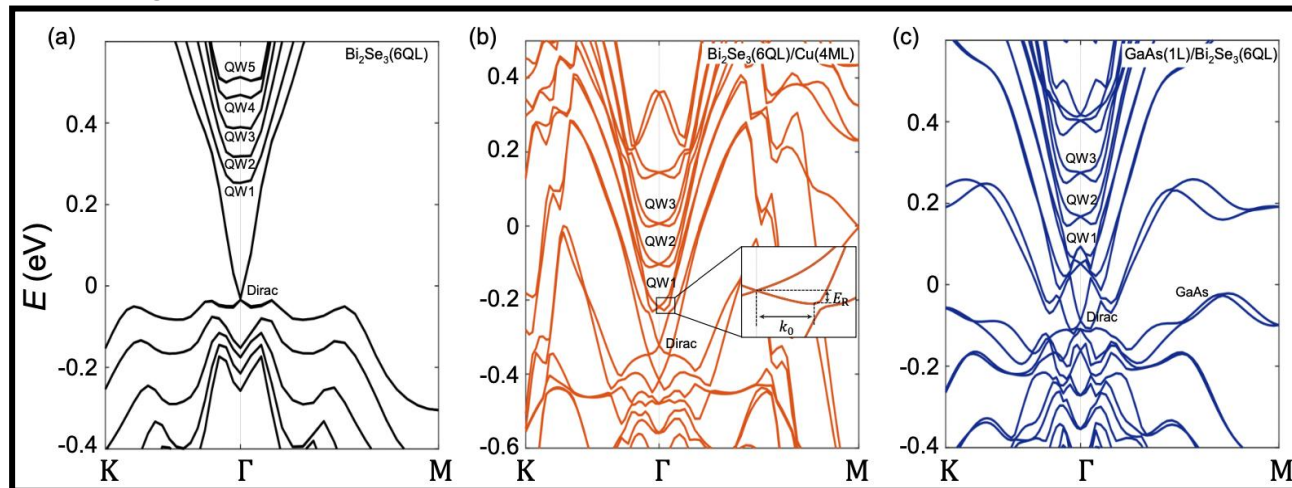 (a)
Bi₂Se₃(6QL)
QW5
QW4
QW3
QW2
QW1
Dirac
E (eV)
0.4
0.2
0
-0.2
-0.4
K
Γ
M
(b)
Bi₂Se₃(6QL)/Cu(4ML)
QW3
QW2
QW1
E_R
k₀
Dirac
0.4
0.2
0
-0.2
-0.4
-0.6
K
Γ
M
(c)
GaAs(1L)/Bi₂Se₃(6QL)
QW3
QW2
QW1
GaAs
Dirac
0.4
0.2
0
-0.2
-0.4
K
Γ
M